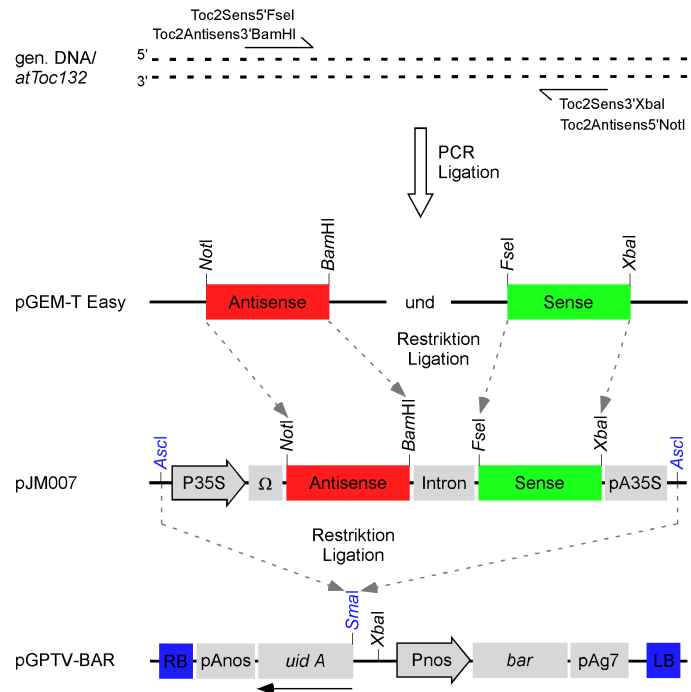 Toc2Sens5'FseI
Toc2Antisens3'BamHI
gen. DNA/
atToc132
5'
3'
Toc2Sens3'XbaI
Toc2Antisens5'NotI
PCR
Ligation
NotI
BamHI
FseI
XbaI
pGEM-T Easy
Antisense
und
Sense
Restriktion
Ligation
AscI
NotI
BamHI
FseI
XbaI
AscI
pJM007
P35S
Ω
Antisense
Intron
Sense
pA35S
Restriktion
Ligation
SmaI
XbaI
pGPTV-BAR
RB
pAnos
uid A
Pnos
bar
pAg7
LB